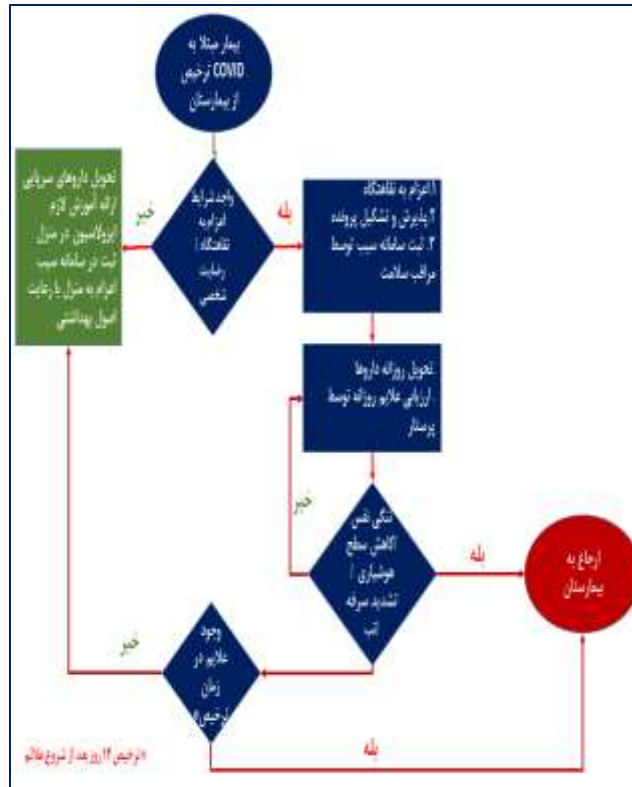 بیمار مبتلا به
COVID ترخیص
از بیمارستان
واجد شرایط
اعزام به
نقاهتگاه /
رضایت
شخصی
بله
خیر
۱.اعزام به نقاهتگاه
۲.پذیرش و تشکیل پرونده
۳. ثبت سامانه سیب توسط
مراقب سلامت
تحویل داروهای سرپایی
ارائه آموزش لازم
ایزولاسیون در منزل
ثبت در سامانه سیب
اعزام به منزل با رعایت
اصول بهداشتی
تحویل روزانه داروها
ارزیابی علایم روزانه توسط
پرستار
خیر
تنگی نفس
/کاهش سطح
هوشیاری /
تشدید سرفه
/تب
بله
ارجاع به
بیمارستان
وجود
علایم در
زمان
ترخیص*
خیر
بله
*ترخیص ۱۴ روز بعد از شروع علائم